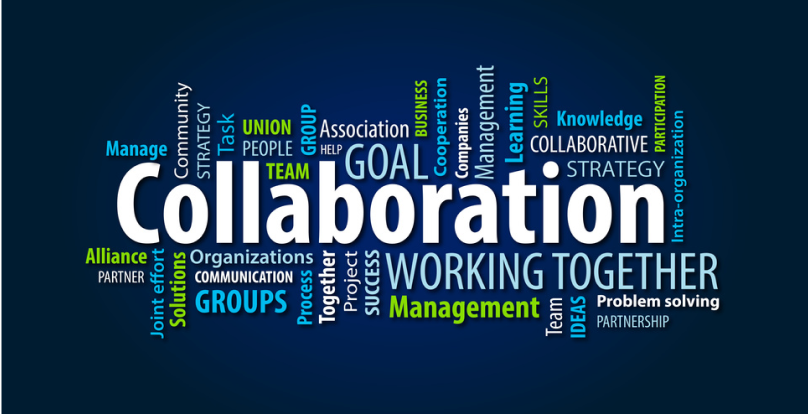 Manage
Community
STRATEGY
Task
UNION
PEOPLE
TEAM
GROUP
Association
HELP
GOAL
BUSINESS
Cooperation
Companies
Management
Learning
SKILLS
Knowledge
COLLABORATIVE
STRATEGY
PARTICIPATION
Intra-organization
Collaboration
Alliance
PARTNER
Joint effort
Solutions
Organizations
COMMUNICATION
GROUPS
Process
Together
Project
SUCCESS
WORKING TOGETHER
Management
Team
IDEAS
Problem solving
PARTNERSHIP